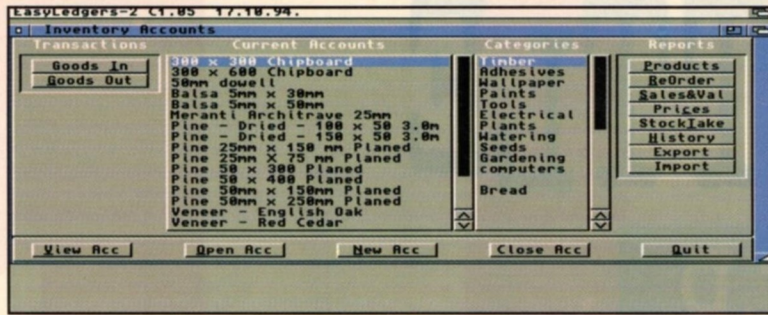 EasyLedgers-2 C1.05 17.10.94.
Inventory Accounts
Transactions
Goods In
Goods Out
Current Accounts
300 x 300 Chipboard
300 x 600 Chipboard
50mm dowell
Balsa 5mm x 30mm
Balsa 5mm x 50mm
Meranti Architrave 25mm
Pine - Dried - 100 x 50 3.0m
Pine - Dried - 150 x 50 3.0m
Pine 25mm x 150 mm Planed
Pine 25mm X 75 mm Planed
Pine 50 x 300 Planed
Pine 50 x 400 Planed
Pine 50mm x 150mm Planed
Pine 50mm x 250mm Planed
Veneer - English Oak
Veneer - Red Cedar
Categories
Timber
Adhesives
Wallpaper
Paints
Tools
Electrical
Plants
Watering
Seeds
Gardening
computers
Bread
Reports
Products
ReOrder
Sales&Val
Prices
StockTake
History
Export
Import
View Acc
Open Acc
New Acc
Close Acc
Quit